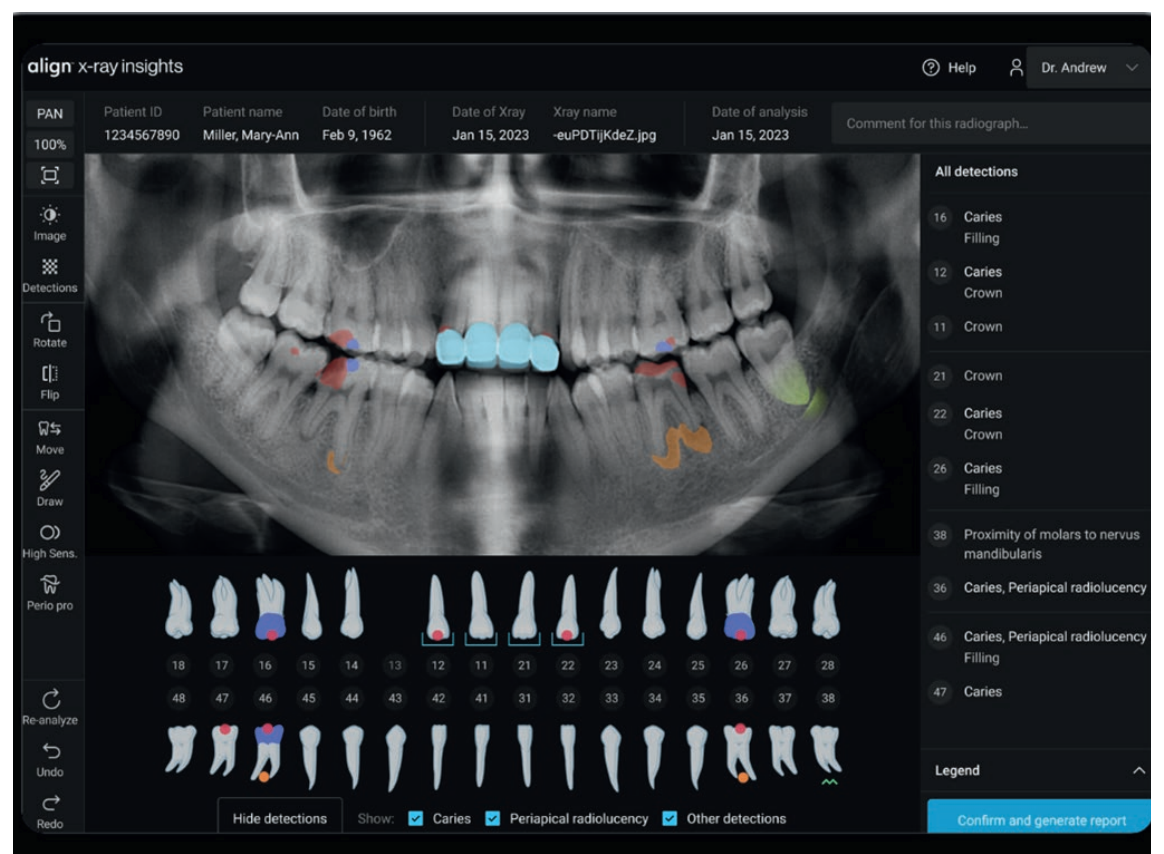 align x-ray insights
Help
Dr. Andrew
PAN
100%
Image
Detections
Rotate
Flip
Move
Draw
High Sens.
Perio pro
Re-analyze
Undo
Redo
Patient ID Patient name Date of birth Date of Xray Xray name Date of analysis
1234567890 Miller, Mary-Ann Feb 9, 1962 Jan 15, 2023 -euPDTijKdeZ.jpg Jan 15, 2023
Comment for this radiograph...
18 17 16 15 14 13 12 11 21 22 23 24 25 26 27 28
48 47 46 45 44 43 42 41 31 32 33 34 35 36 37 38
Hide detections Show: Caries Periapical radiolucency Other detections
All detections
16 Caries
Filling
12 Caries
Crown
11 Crown
21 Crown
22 Caries
Crown
26 Caries
Filling
38 Proximity of molars to nervus
mandibularis
36 Caries, Periapical radiolucency
46 Caries, Periapical radiolucency
Filling
47 Caries
Legend
Confirm and generate report